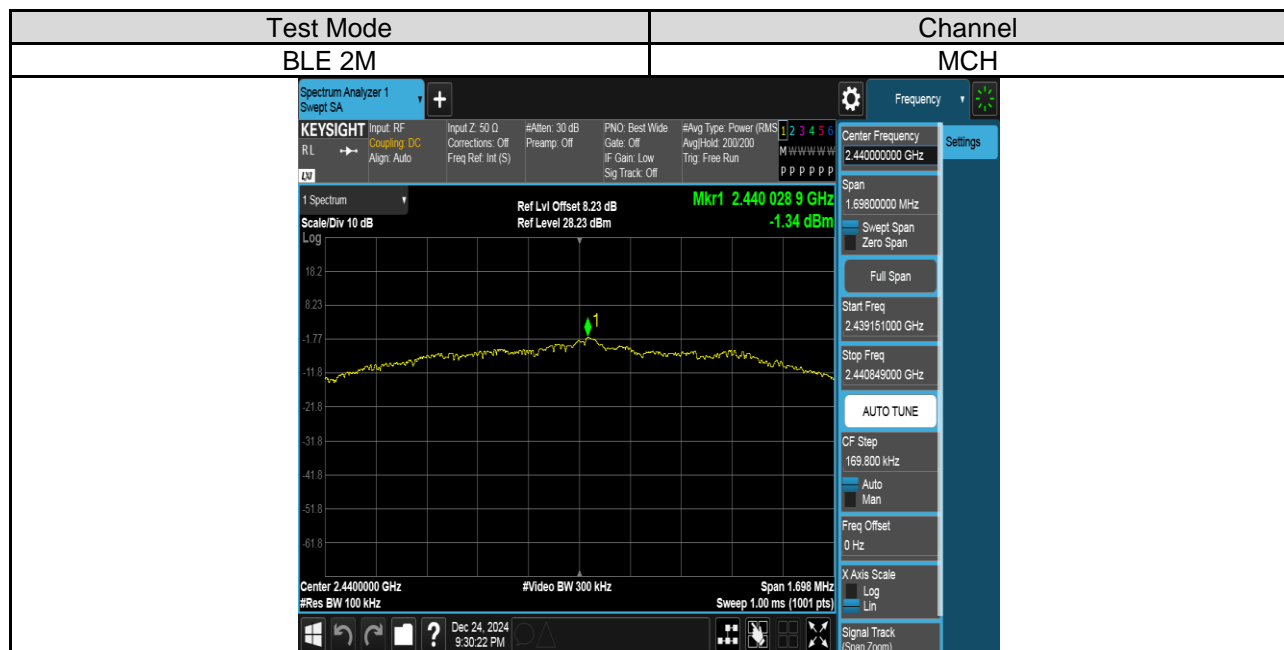 Test Mode Channel
BLE 2M MCH
Spectrum Analyzer 1
Swept SA
Frequency
KEYSIGHT
RL
LXI
Input: RF
Coupling: DC
Align: Auto
Input Z: 50 Ω
Corrections: Off
Freq Ref: Int (S)
#Atten: 30 dB
Preamp: Off
PNO: Best Wide
Gate: Off
IF Gain: Low
Sig Track: Off
#Avg Type: Power (RMS
Avg|Hold: 200/200
Trig: Free Run
1 2 3 4 5 6
M W W W W W
P P P P P P
Settings
1 Spectrum
Scale/Div 10 dB
Log
Ref Lvl Offset 8.23 dB
Ref Level 28.23 dBm
Mkr1 2.440 028 9 GHz
-1.34 dBm
18.2
8.23
-1.77
-11.8
-21.8
-31.8
-41.8
-51.8
-61.8
1
Center 2.4400000 GHz
#Res BW 100 kHz
#Video BW 300 kHz
Span 1.698 MHz
Sweep 1.00 ms (1001 pts)
Center Frequency
2.440000000 GHz
Span
1.69800000 MHz
Swept Span
Zero Span
Full Span
Start Freq
2.439151000 GHz
Stop Freq
2.440849000 GHz
AUTO TUNE
CF Step
169.800 kHz
Auto
Man
Freq Offset
0 Hz
X Axis Scale
Log
Lin
Signal Track
(Span Zoom)
?
Dec 24, 2024
9:30:22 PM